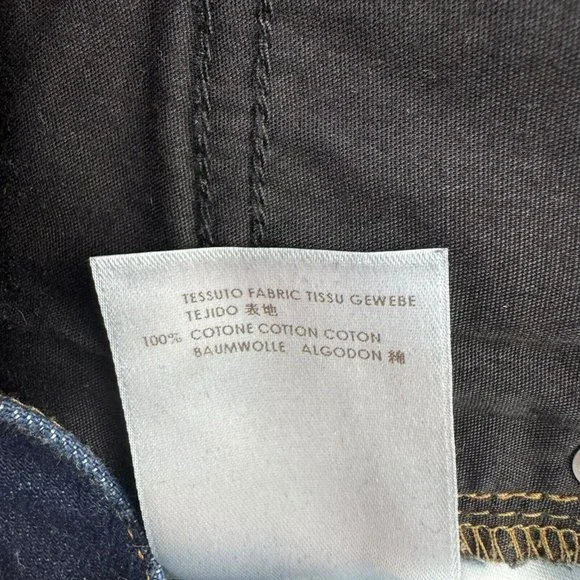 TESSUTO FABRIC TISSU GEWEBE
TEJIDO 表地
100% COTONE COTTON COTON
BAUMWOLLE ALGODON 綿